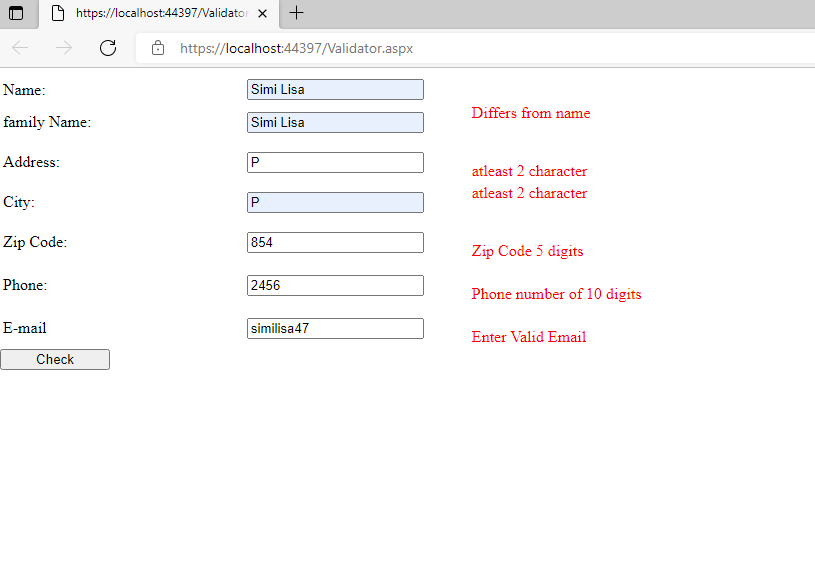 https://localhost:44397/Validator
https://localhost:44397/Validator.aspx
Name:
Simi Lisa
family Name:
Simi Lisa
Differs from name
Address:
P
atleast 2 character
City:
P
atleast 2 character
Zip Code:
854
Zip Code 5 digits
Phone:
2456
Phone number of 10 digits
E-mail
similisa47
Enter Valid Email
Check